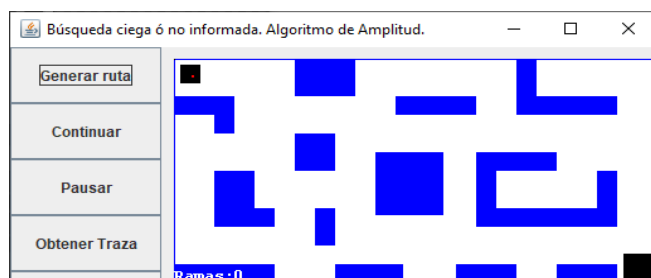 Búsqueda ciega ó no informada. Algoritmo de Amplitud.
Generar ruta
Continuar
Pausar
Obtener Traza
Ramas:0